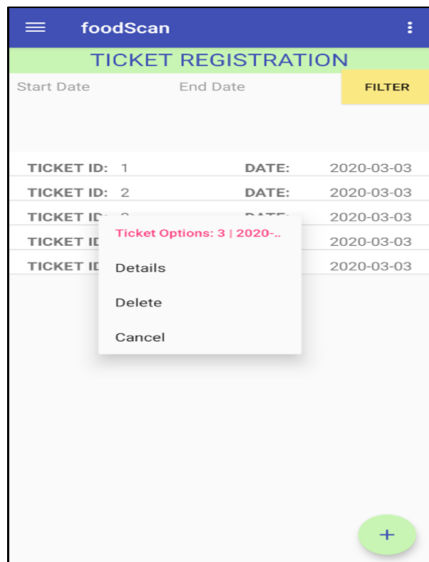 foodScan
TICKET REGISTRATION
Start Date End Date FILTER
TICKET ID: 1 DATE: 2020-03-03
TICKET ID: 2 DATE: 2020-03-03
TICKET ID: 3 DATE: 2020-03-03
Ticket Options: 3 | 2020-..
TICKET ID 2020-03-03
Details
TICKET ID 2020-03-03
Delete
Cancel
+